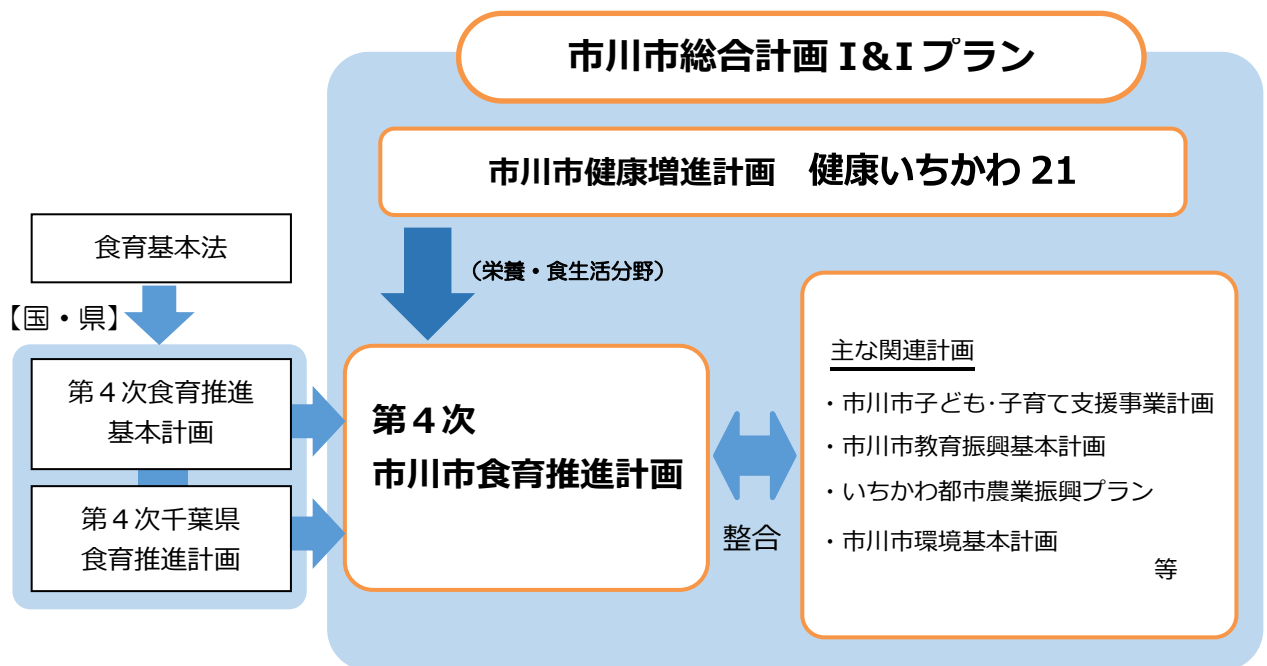 市川市総合計画 I&Iプラン
市川市健康増進計画　健康いちかわ 21
食育基本法
(栄養・食生活分野)
【国・県】
第４次食育推進
基本計画
第４次千葉県
食育推進計画
第４次
市川市食育推進計画
整合
主な関連計画
・市川市子ども・子育て支援事業計画
・市川市教育振興基本計画
・いちかわ都市農業振興プラン
・市川市環境基本計画
等